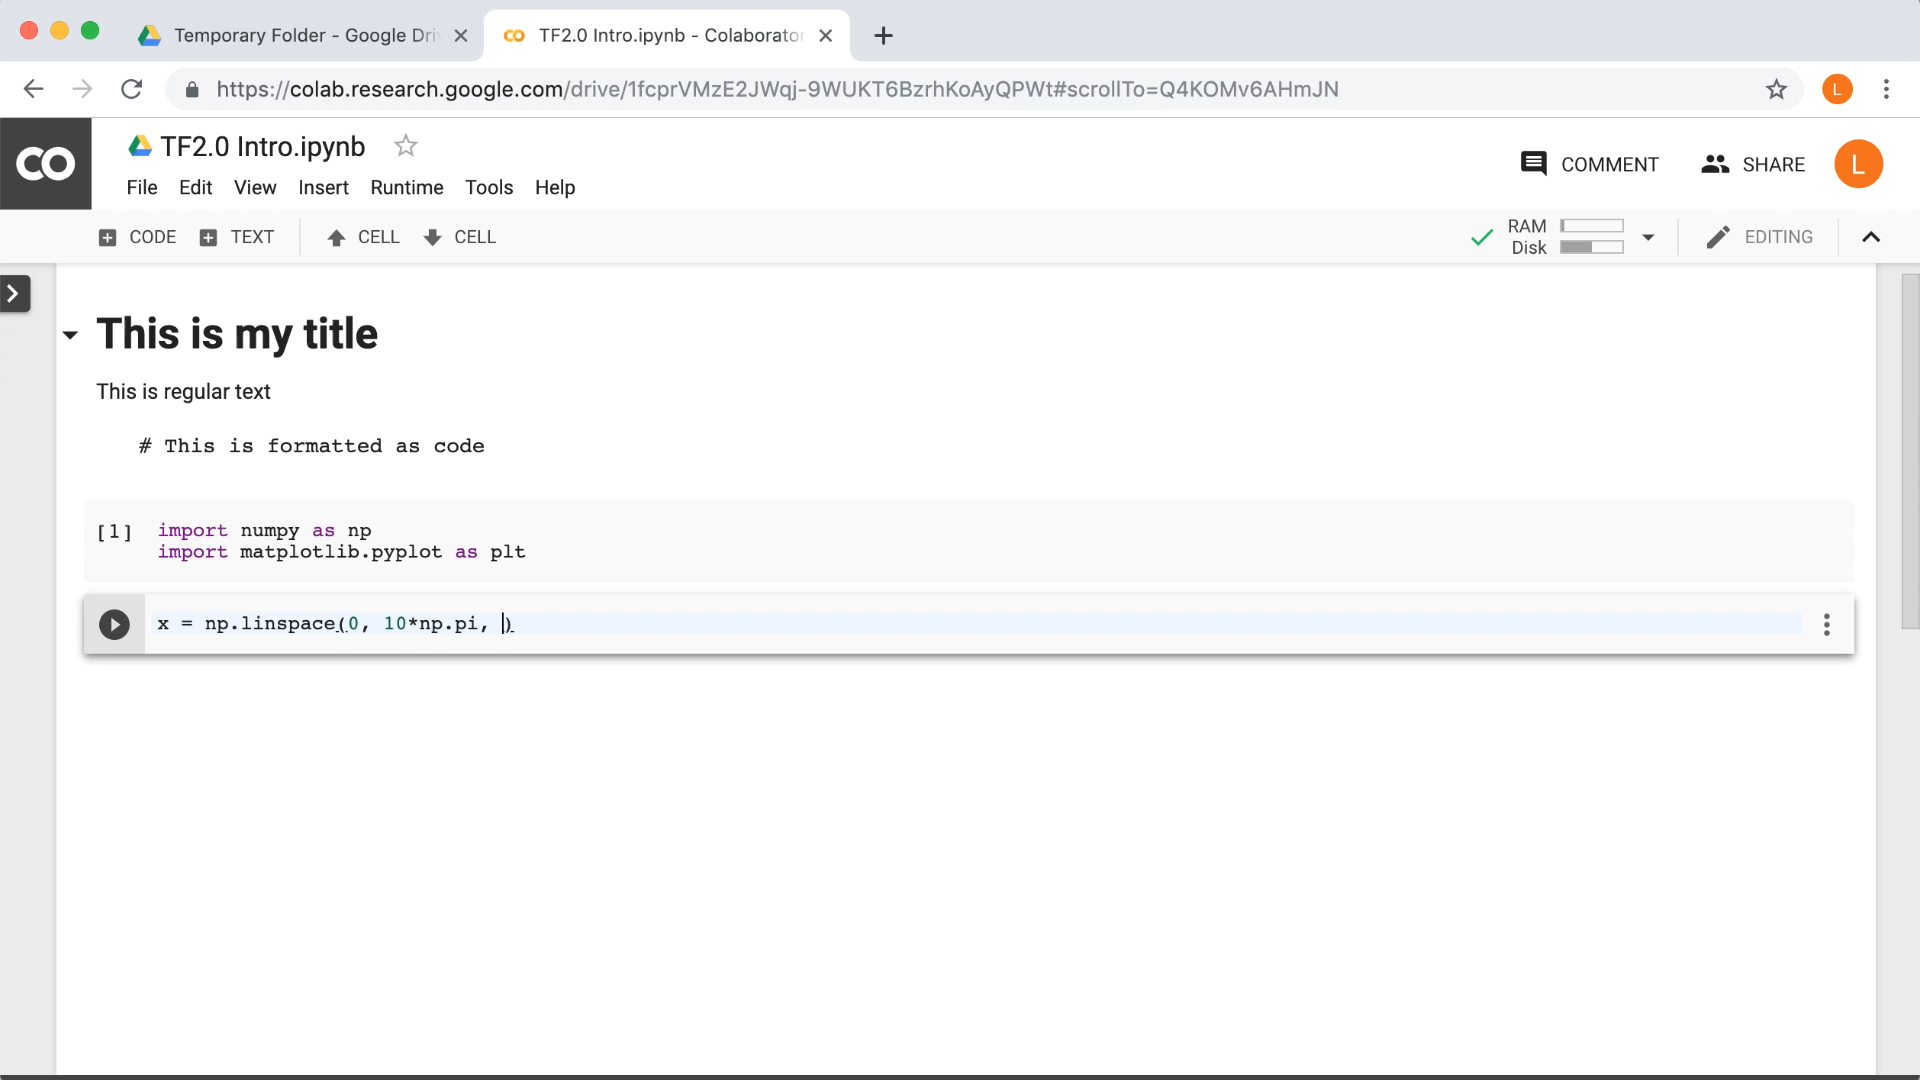 Temporary Folder - Google Dri
TF2.0 Intro.ipynb - Colaborato
https://colab.research.google.com/drive/1fcprVMzE2JWqj-9WUKT6BzrhKoAyQPWt#scrollTo=Q4KOMv6AHmJN
L
CO
TF2.0 Intro.ipynb
COMMENT
SHARE
L
File Edit View Insert Runtime Tools Help
CODE TEXT CELL CELL
RAM
Disk
EDITING
This is my title
This is regular text
# This is formatted as code
[1] import numpy as np
import matplotlib.pyplot as plt
x = np.linspace(0, 10*np.pi, )